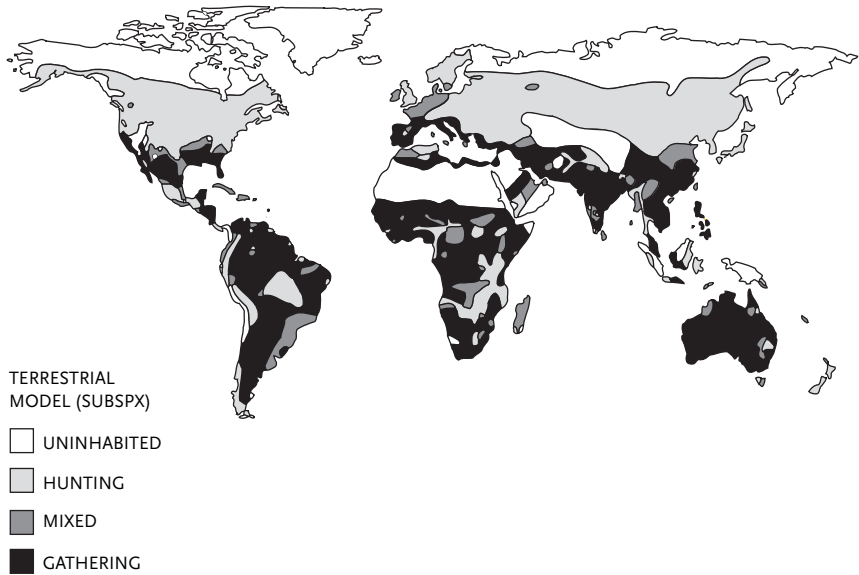 TERRESTRIAL
MODEL (SUBSPX)
UNINHABITED
HUNTING
MIXED
GATHERING